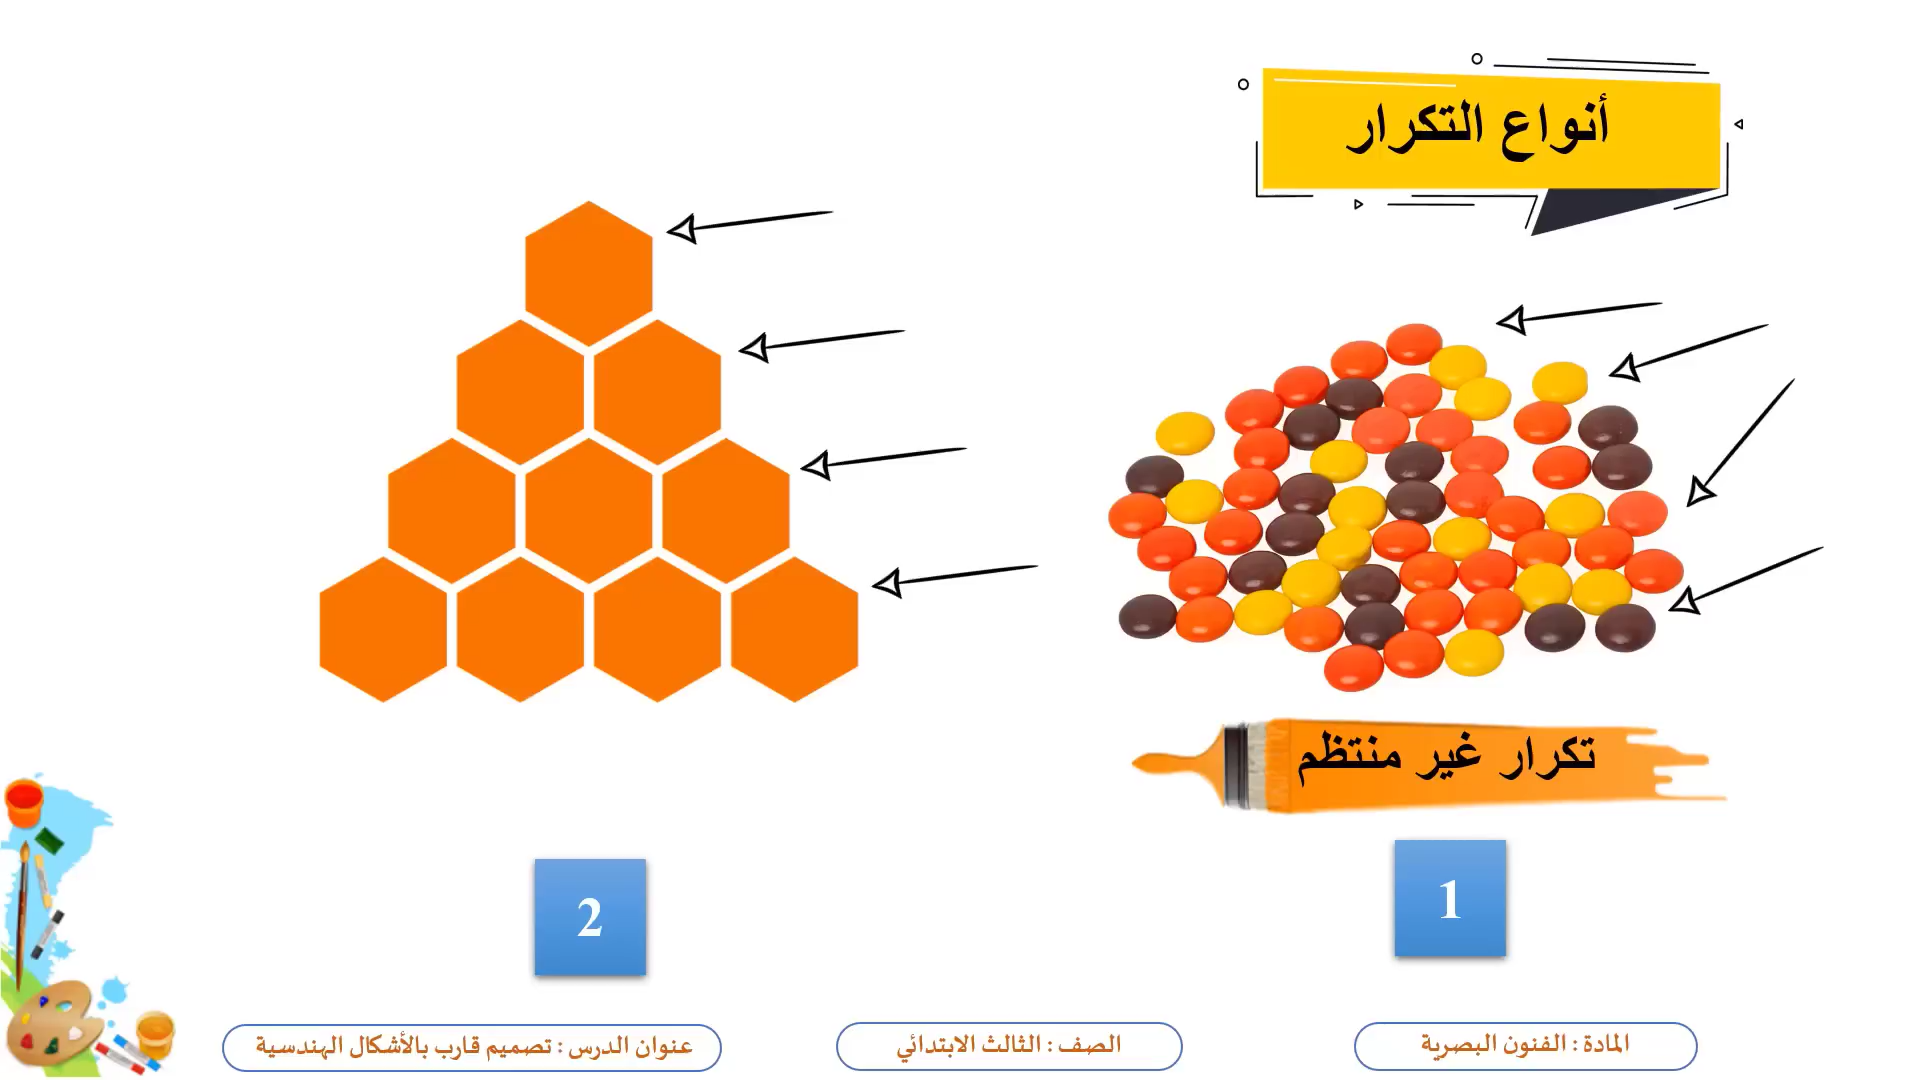 أنواع التكرار
تكرار غير منتظم
1
2
المادة : الفنون البصرية
الصف : الثالث الابتدائي
عنوان الدرس : تصميم قارب بالأشكال الهندسية